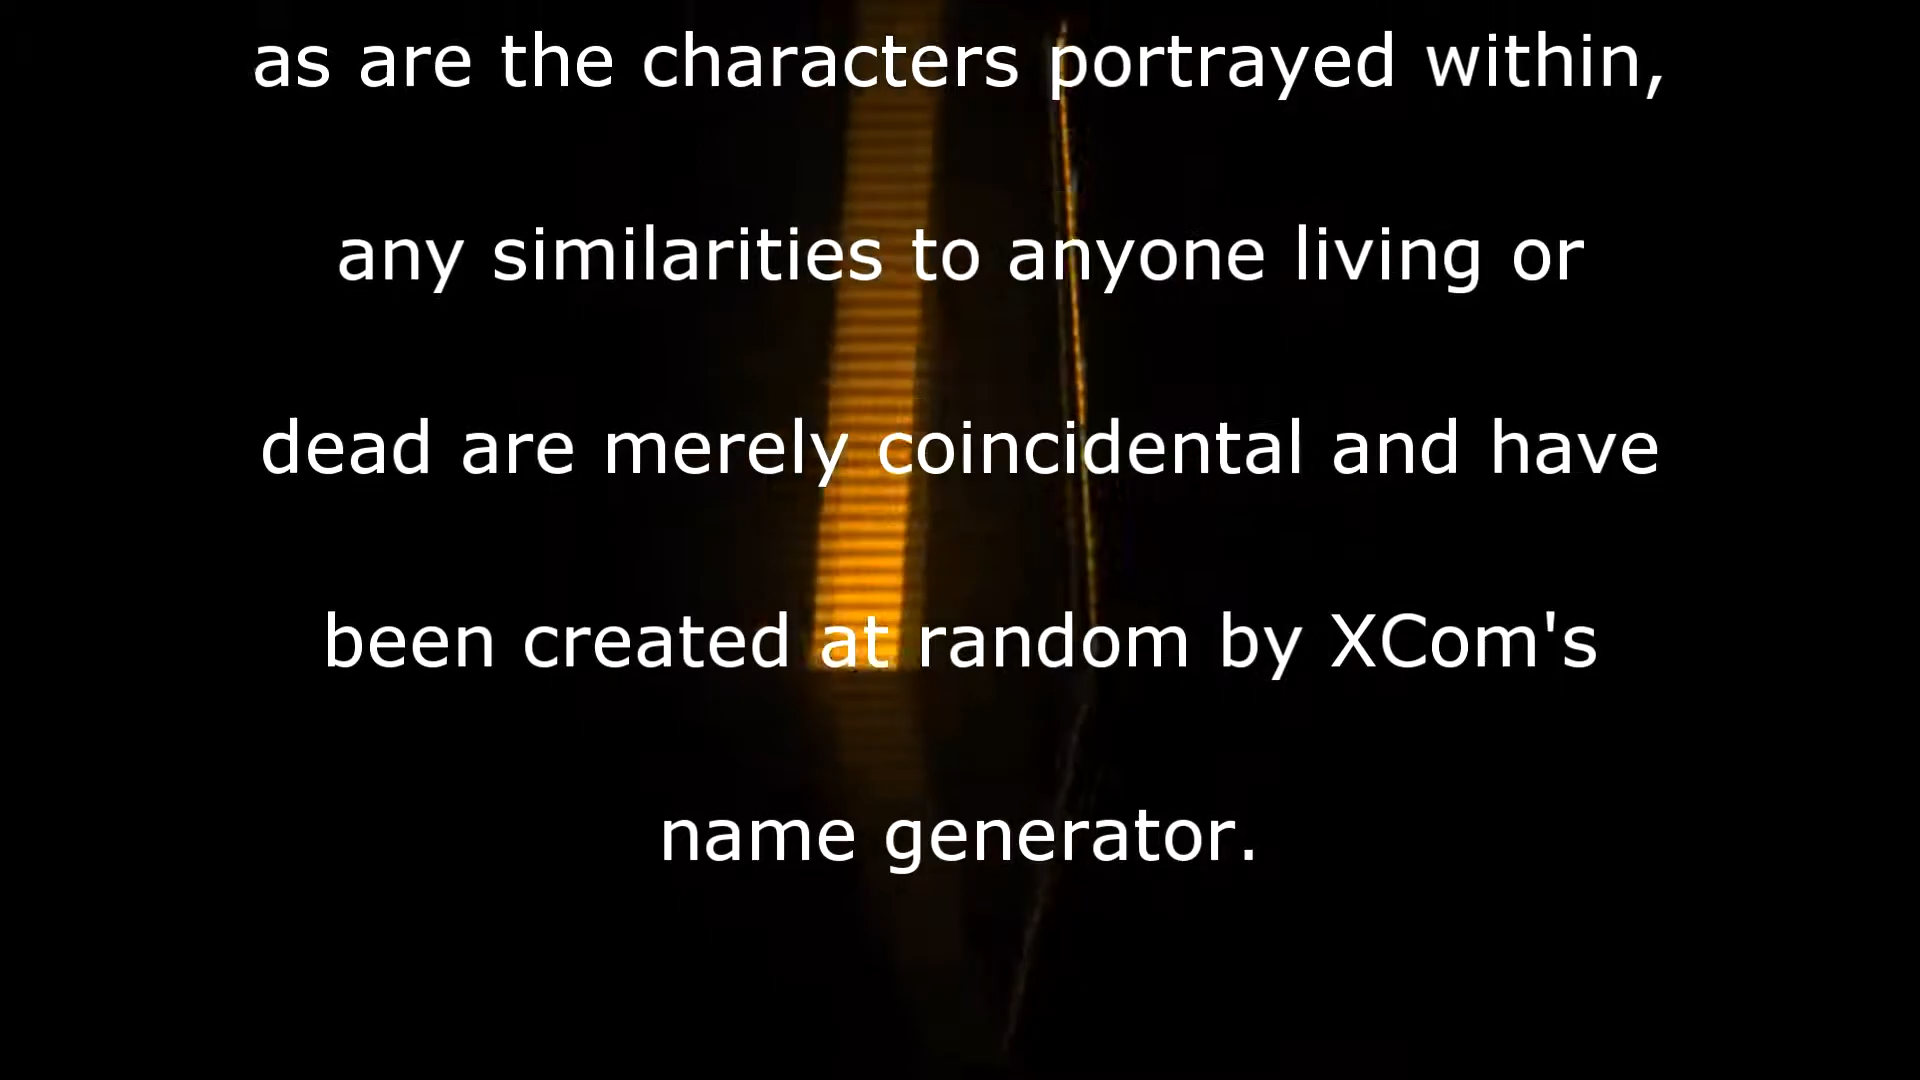 as are the characters portrayed within,
any similarities to anyone living or
dead are merely coincidental and have
been created at random by XCom's
name generator.